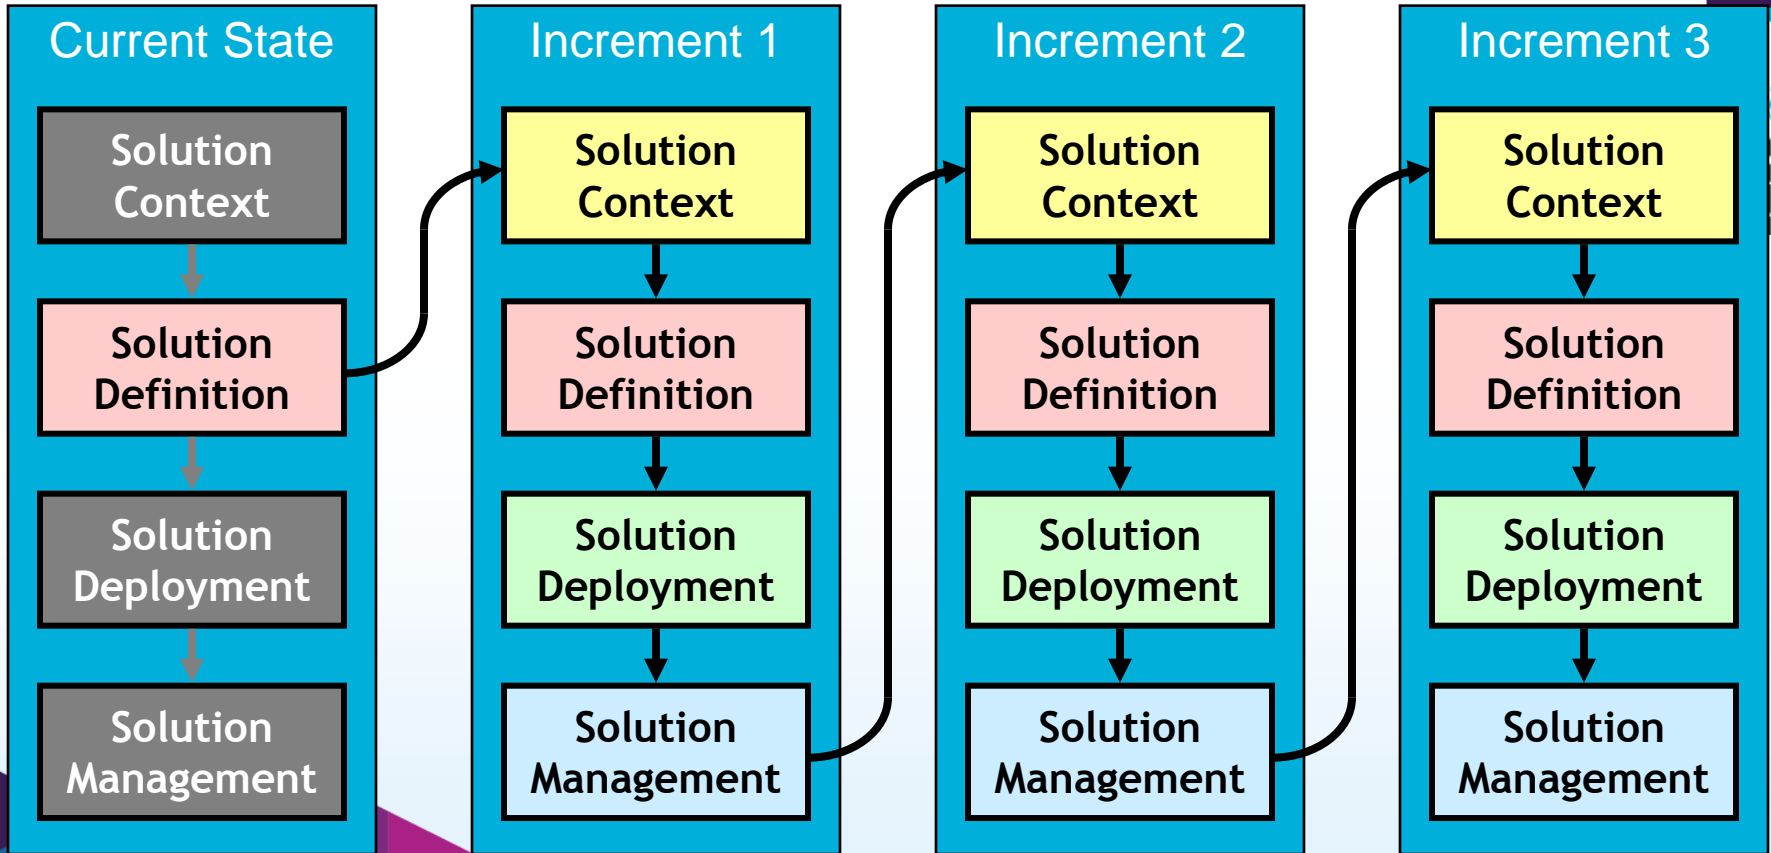 Current State
Solution
Context
Solution
Definition
Solution
Deployment
Solution
Management
Increment 1
Solution
Context
Solution
Definition
Solution
Deployment
Solution
Management
Increment 2
Solution
Context
Solution
Definition
Solution
Deployment
Solution
Management
Increment 3
Solution
Context
Solution
Definition
Solution
Deployment
Solution
Management